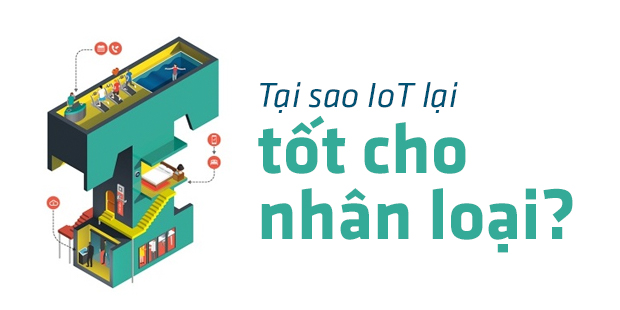 Tại sao IoT lại
tốt cho
nhân loại?